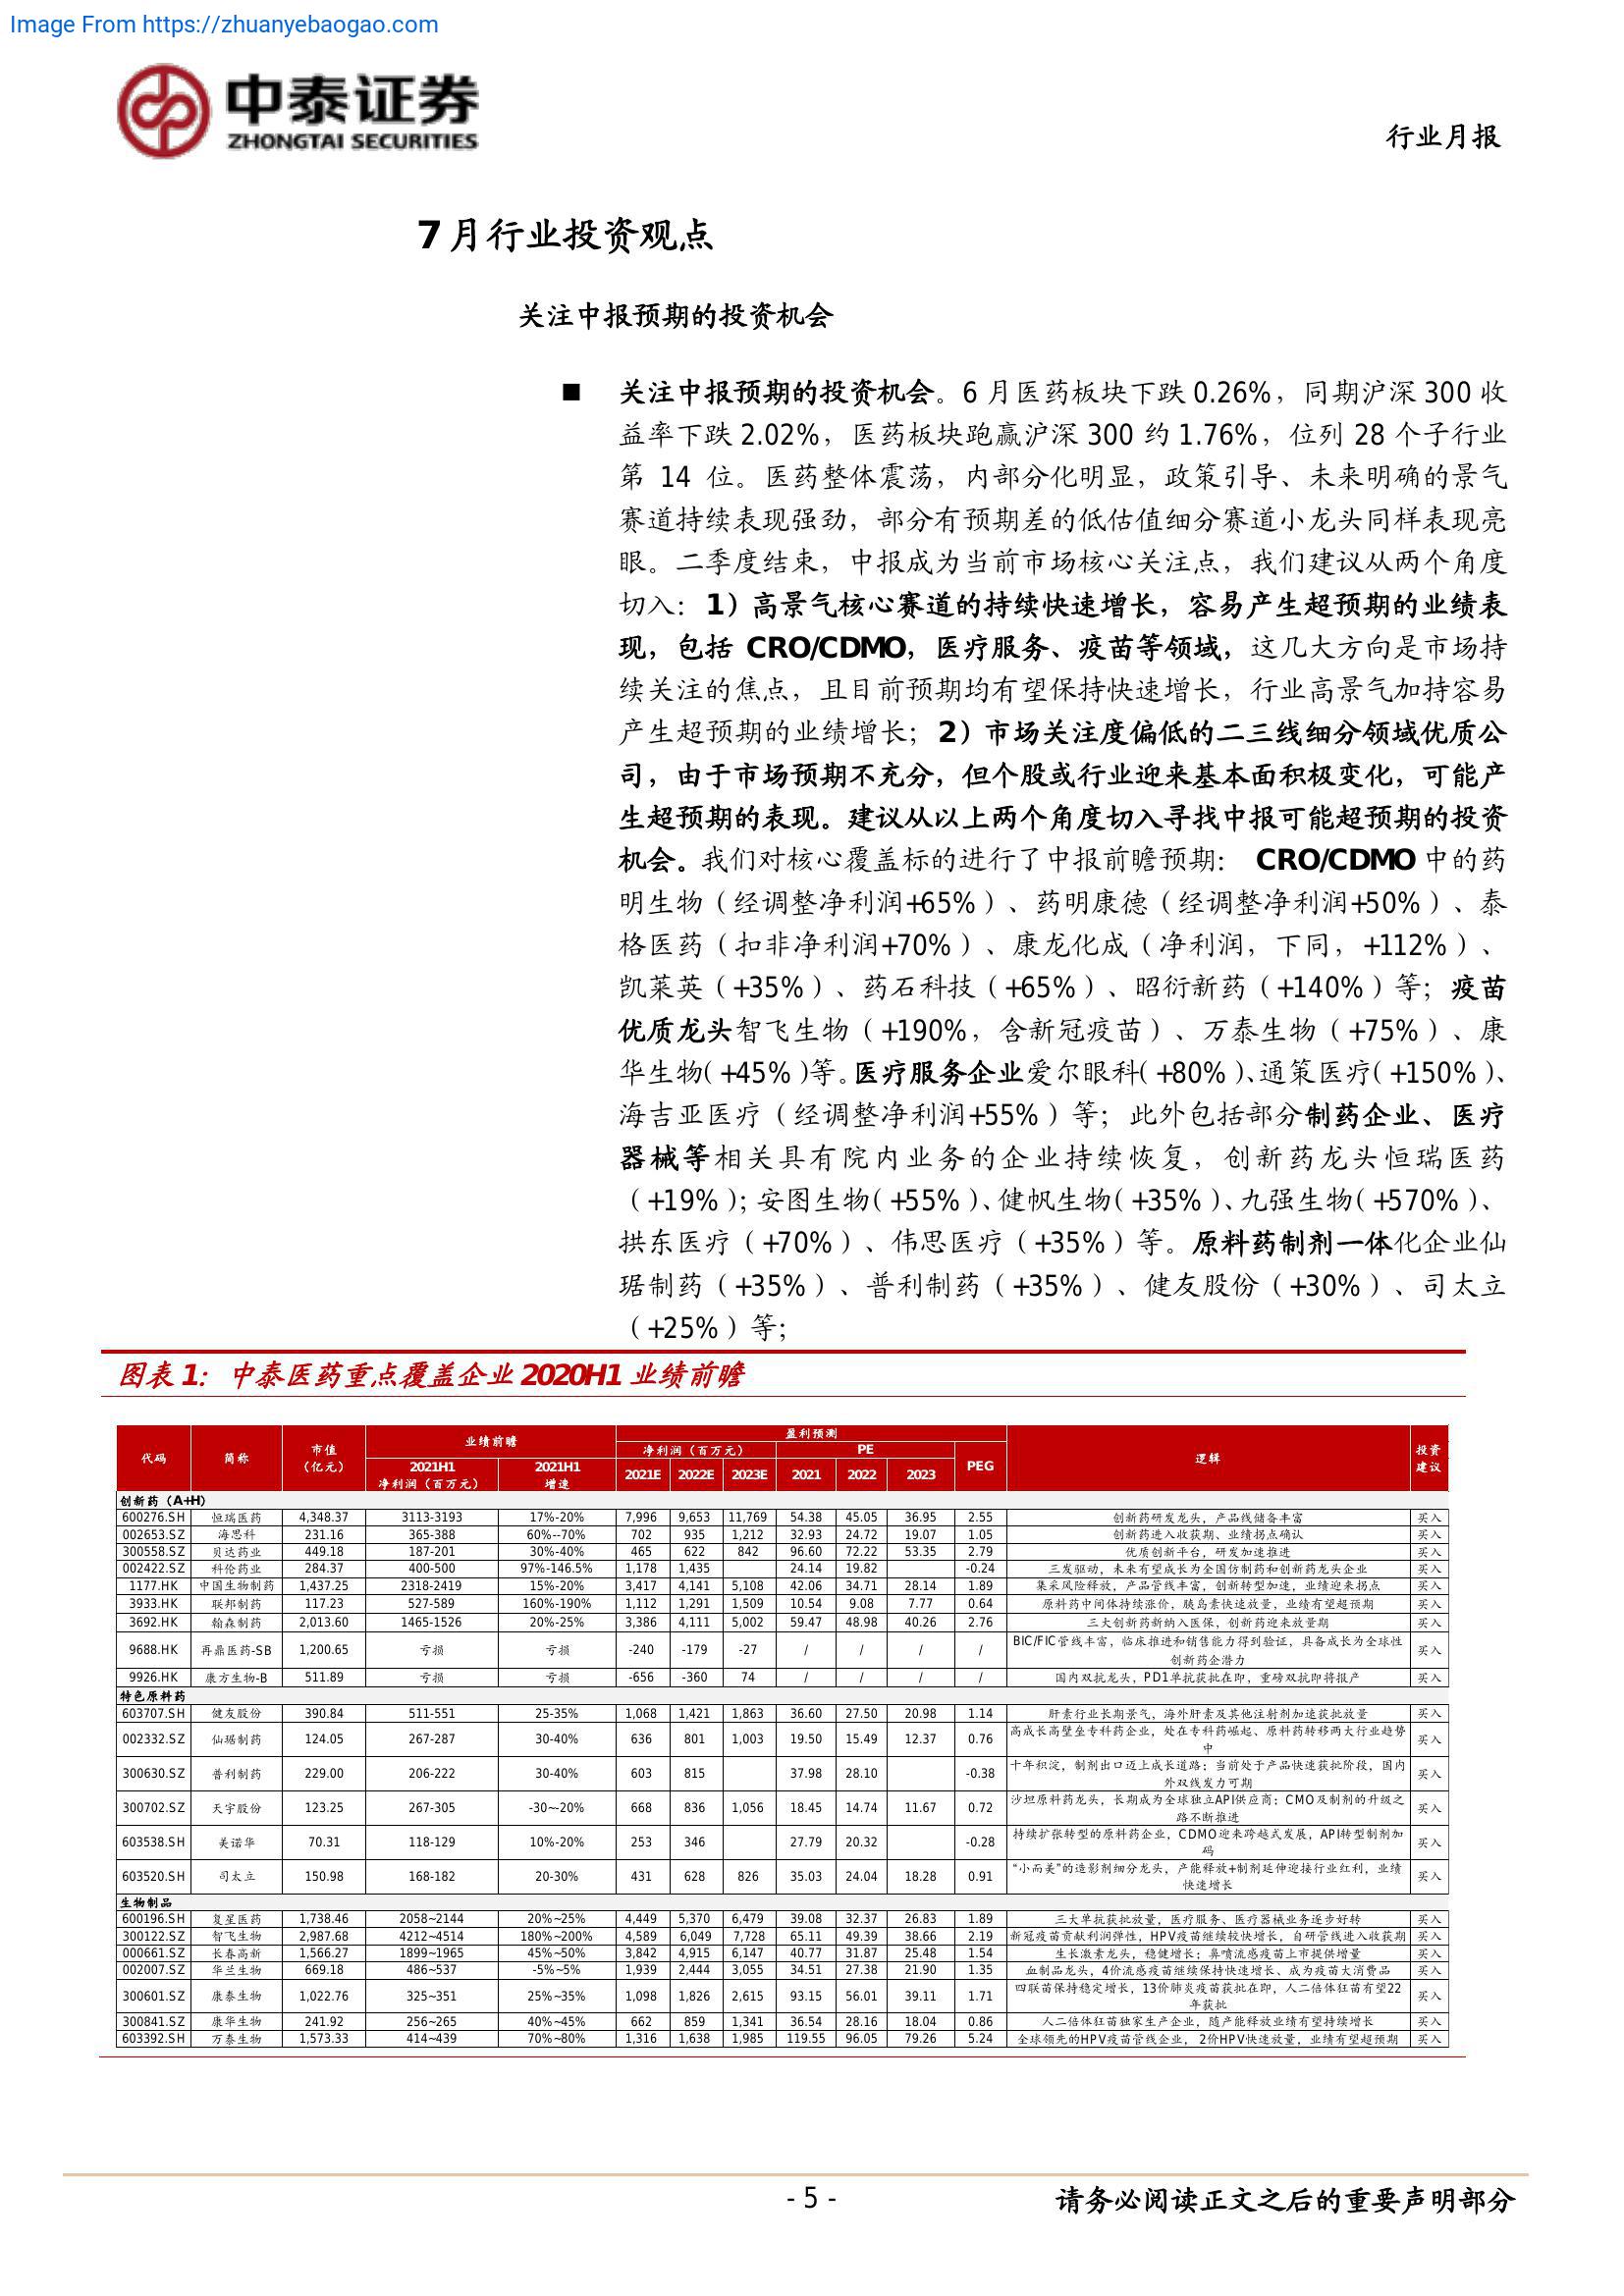 Image From https://zhuanyebaogao.com
中泰证券
ZHONGTAI SECURITIES
行业月报
7 月行业投资观点
关注中报预期的投资机会
■ 关注中报预期的投资机会。6 月医药板块下跌 0.26%，同期沪深 300 收
益率下跌 2.02%，医药板块跑赢沪深 300 约 1.76%，位列 28 个子行业
第 14 位。医药整体震荡，内部分化明显，政策引导、未来明确的景气
赛道持续表现强劲，部分有预期差的低估值细分赛道小龙头同样表现亮
眼。二季度结束，中报成为当前市场核心关注点，我们建议从两个角度
切入：1）高景气核心赛道的持续快速增长，容易产生超预期的业绩表
现，包括 CRO/CDMO，医疗服务、疫苗等领域，这几大方向是市场持
续关注的焦点，且目前预期均有望保持快速增长，行业高景气加持容易
产生超预期的业绩增长；2）市场关注度偏低的二三线细分领域优质公
司，由于市场预期不充分，但个股或行业迎来基本面积极变化，可能产
生超预期的表现。建议从以上两个角度切入寻找中报可能超预期的投资
机会。我们对核心覆盖标的进行了中报前瞻预期： CRO/CDMO 中的药
明生物（经调整净利润+65%）、药明康德（经调整净利润+50%）、泰
格医药（扣非净利润+70%）、康龙化成（净利润，下同，+112%）、
凯莱英（+35%）、药石科技（+65%）、昭衍新药（+140%）等；疫苗
优质龙头智飞生物（+190%，含新冠疫苗）、万泰生物（+75%）、康
华生物（+45%）等。医疗服务企业爱尔眼科（+80%）、通策医疗（+150%）、
海吉亚医疗（经调整净利润+55%）等；此外包括部分制药企业、医疗
器械等相关具有院内业务的企业持续恢复，创新药龙头恒瑞医药
（+19%）；安图生物（+55%）、健帆生物（+35%）、九强生物（+570%）、
拱东医疗（+70%）、伟思医疗（+35%）等。原料药制剂一体化企业仙
琚制药（+35%）、普利制药（+35%）、健友股份（+30%）、司太立
（+25%）等；
图表 1：中泰医药重点覆盖企业 2020H1 业绩前瞻
代码 简称 市值（亿元） 业绩前瞻 盈利预测 逻辑 投资建议
净利润（百万元） PE PEG
2021H1 净利润（百万元） 2021H1 增速 2021E 2022E 2023E 2021 2022 2023
创新药（A+H）
600276.SH 恒瑞医药 4,348.37 3113-3193 17%-20% 7,996 9,653 11,769 54.38 45.05 36.95 2.55 创新药研发龙头，产品线储备丰富 买入
002653.SZ 海思科 231.16 365-388 60%--70% 702 935 1,212 32.93 24.72 19.07 1.05 创新药进入收获期、业绩拐点确认 买入
300558.SZ 贝达药业 449.18 187-201 30%-40% 465 622 842 96.60 72.22 53.35 2.79 优质创新平台，研发加速推进 买入
002422.SZ 科伦药业 284.37 400-500 97%-146.5% 1,178 1,435 24.14 19.82 -0.24 三发驱动，未来有望成长为全国仿制药和创新药龙头企业 买入
1177.HK 中国生物制药 1,437.25 2318-2419 15%-20% 3,417 4,141 5,108 42.06 34.71 28.14 1.89 集采风险释放，产品管线丰富，创新转型加速，业绩迎来拐点 买入
3933.HK 联邦制药 117.23 527-589 160%-190% 1,112 1,291 1,509 10.54 9.08 7.77 0.64 原料药中间体持续涨价，胰岛素快速放量，业绩有望超预期 买入
3692.HK 翰森制药 2,013.60 1465-1526 20%-25% 3,386 4,111 5,002 59.47 48.98 40.26 2.76 三大创新药新纳入医保，创新药迎来放量期 买入
9688.HK 再鼎医药-SB 1,200.65 亏损 亏损 -240 -179 -27 / / / / BIC/FIC管线丰富，临床推进和销售能力得到验证，具备成长为全球性
创新药企潜力 买入
9926.HK 康方生物-B 511.89 亏损 亏损 -656 -360 74 / / / / 国内双抗龙头，PD1单抗获批在即，重磅双抗即将报产 买入
特色原料药
603707.SH 健友股份 390.84 511-551 25-35% 1,068 1,421 1,863 36.60 27.50 20.98 1.14 肝素行业长期景气，海外肝素及其他注射剂加速获批放量 买入
002332.SZ 仙琚制药 124.05 267-287 30-40% 636 801 1,003 19.50 15.49 12.37 0.76 高成长高壁垒专科药企业，处在专科药崛起、原料药转移两大行业趋势
中 买入
300630.SZ 普利制药 229.00 206-222 30-40% 603 815 37.98 28.10 -0.38 十年积淀，制剂出口迈上成长道路；当前处于产品快速获批阶段，国内
外双线发力可期 买入
300702.SZ 天宇股份 123.25 267-305 -30~-20% 668 836 1,056 18.45 14.74 11.67 0.72 沙坦原料药龙头，长期成为全球独立API供应商；CMO及制剂的升级之
路不断推进 买入
603538.SH 美诺华 70.31 118-129 10%-20% 253 346 27.79 20.32 -0.28 持续扩张转型的原料药企业，CDMO迎来跨越式发展，API转型制剂加
码 买入
603520.SH 司太立 150.98 168-182 20-30% 431 628 826 35.03 24.04 18.28 0.91 “小而美”的造影剂细分龙头，产能释放+制剂延伸迎接行业红利，业绩
快速增长 买入
生物制品
600196.SH 复星医药 1,738.46 2058~2144 20%~25% 4,449 5,370 6,479 39.08 32.37 26.83 1.89 三大单抗获批放量，医疗服务、医疗器械业务逐步好转 买入
300122.SZ 智飞生物 2,987.68 4212~4514 180%~200% 4,589 6,049 7,728 65.11 49.39 38.66 2.19 新冠疫苗贡献利润弹性，HPV疫苗继续较快增长，自研管线进入收获期 买入
000661.SZ 长春高新 1,566.27 1899~1965 45%~50% 3,842 4,915 6,147 40.77 31.87 25.48 1.54 生长激素龙头，稳健增长；鼻喷流感疫苗上市提供增量 买入
002007.SZ 华兰生物 669.18 486~537 -5%~5% 1,939 2,444 3,055 34.51 27.38 21.90 1.35 血制品龙头，4价流感疫苗继续保持快速增长、成为疫苗大消费品 买入
300601.SZ 康泰生物 1,022.76 325~351 25%~35% 1,098 1,826 2,615 93.15 56.01 39.11 1.71 四联苗保持稳定增长，13价肺炎疫苗获批在即，人二倍体狂苗有望22
年获批 买入
300841.SZ 康华生物 241.92 256~265 40%~45% 662 859 1,341 36.54 28.16 18.04 0.86 人二倍体狂苗独家生产企业，随产能释放业绩有望持续增长 买入
603392.SH 万泰生物 1,573.33 414~439 70%~80% 1,316 1,638 1,985 119.55 96.05 79.26 5.24 全球领先的HPV疫苗管线企业， 2价HPV快速放量，业绩有望超预期 买入
- 5 -
请务必阅读正文之后的重要声明部分